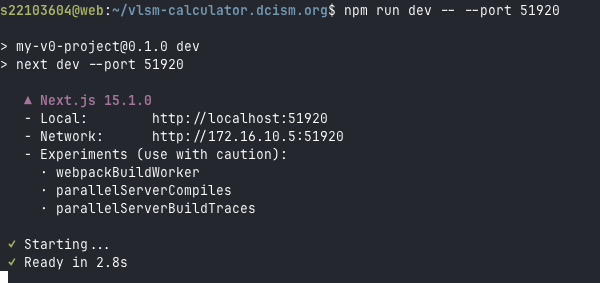 s22103604@web:~/vlsm-calculator.dcism.org$ npm run dev -- --port 51920
> my-v0-project@0.1.0 dev
> next dev --port 51920
▲ Next.js 15.1.0
- Local: http://localhost:51920
- Network: http://172.16.10.5:51920
- Experiments (use with caution):
· webpackBuildWorker
· parallelServerCompiles
· parallelServerBuildTraces
✓ Starting...
✓ Ready in 2.8s